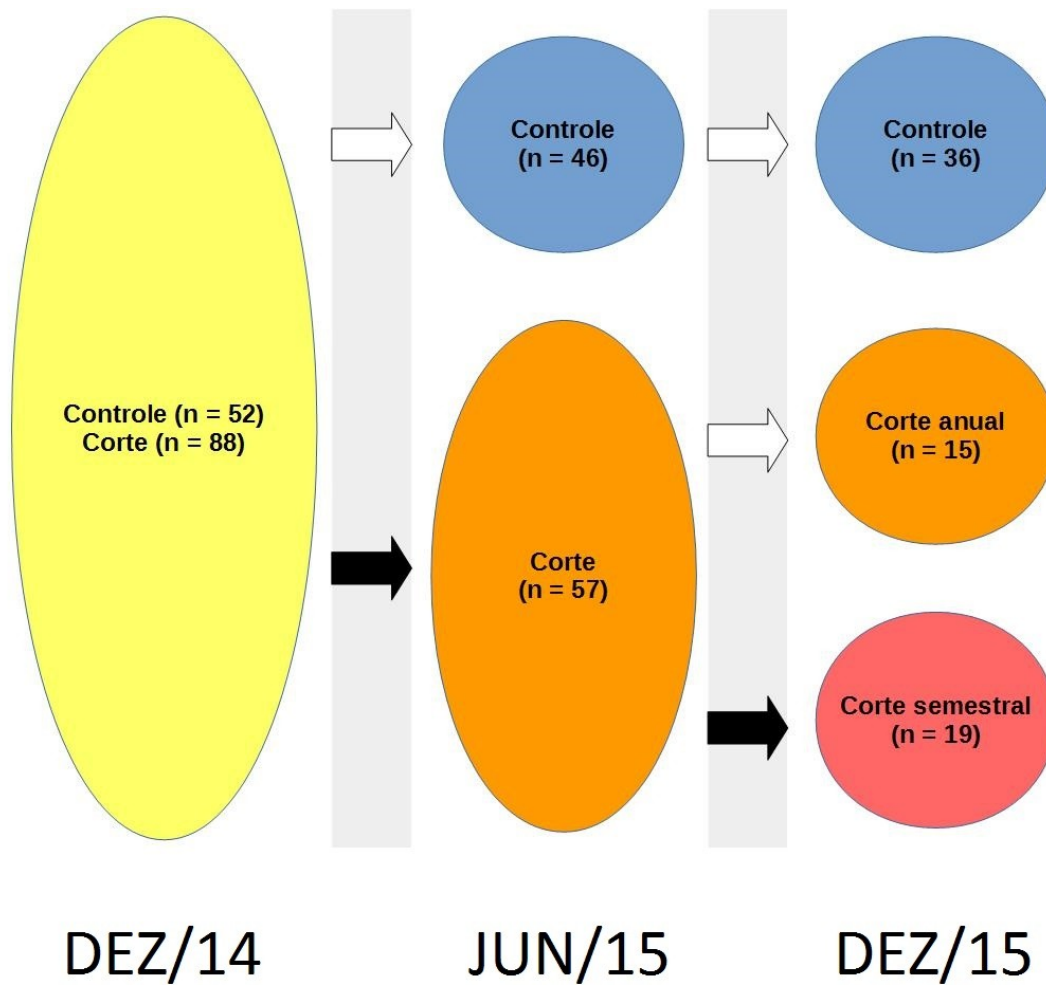 Controle (n = 52)
Corte (n = 88)
Controle
(n = 46)
Corte
(n = 57)
Controle
(n = 36)
Corte anual
(n = 15)
Corte semestral
(n = 19)
DEZ/14
JUN/15
DEZ/15